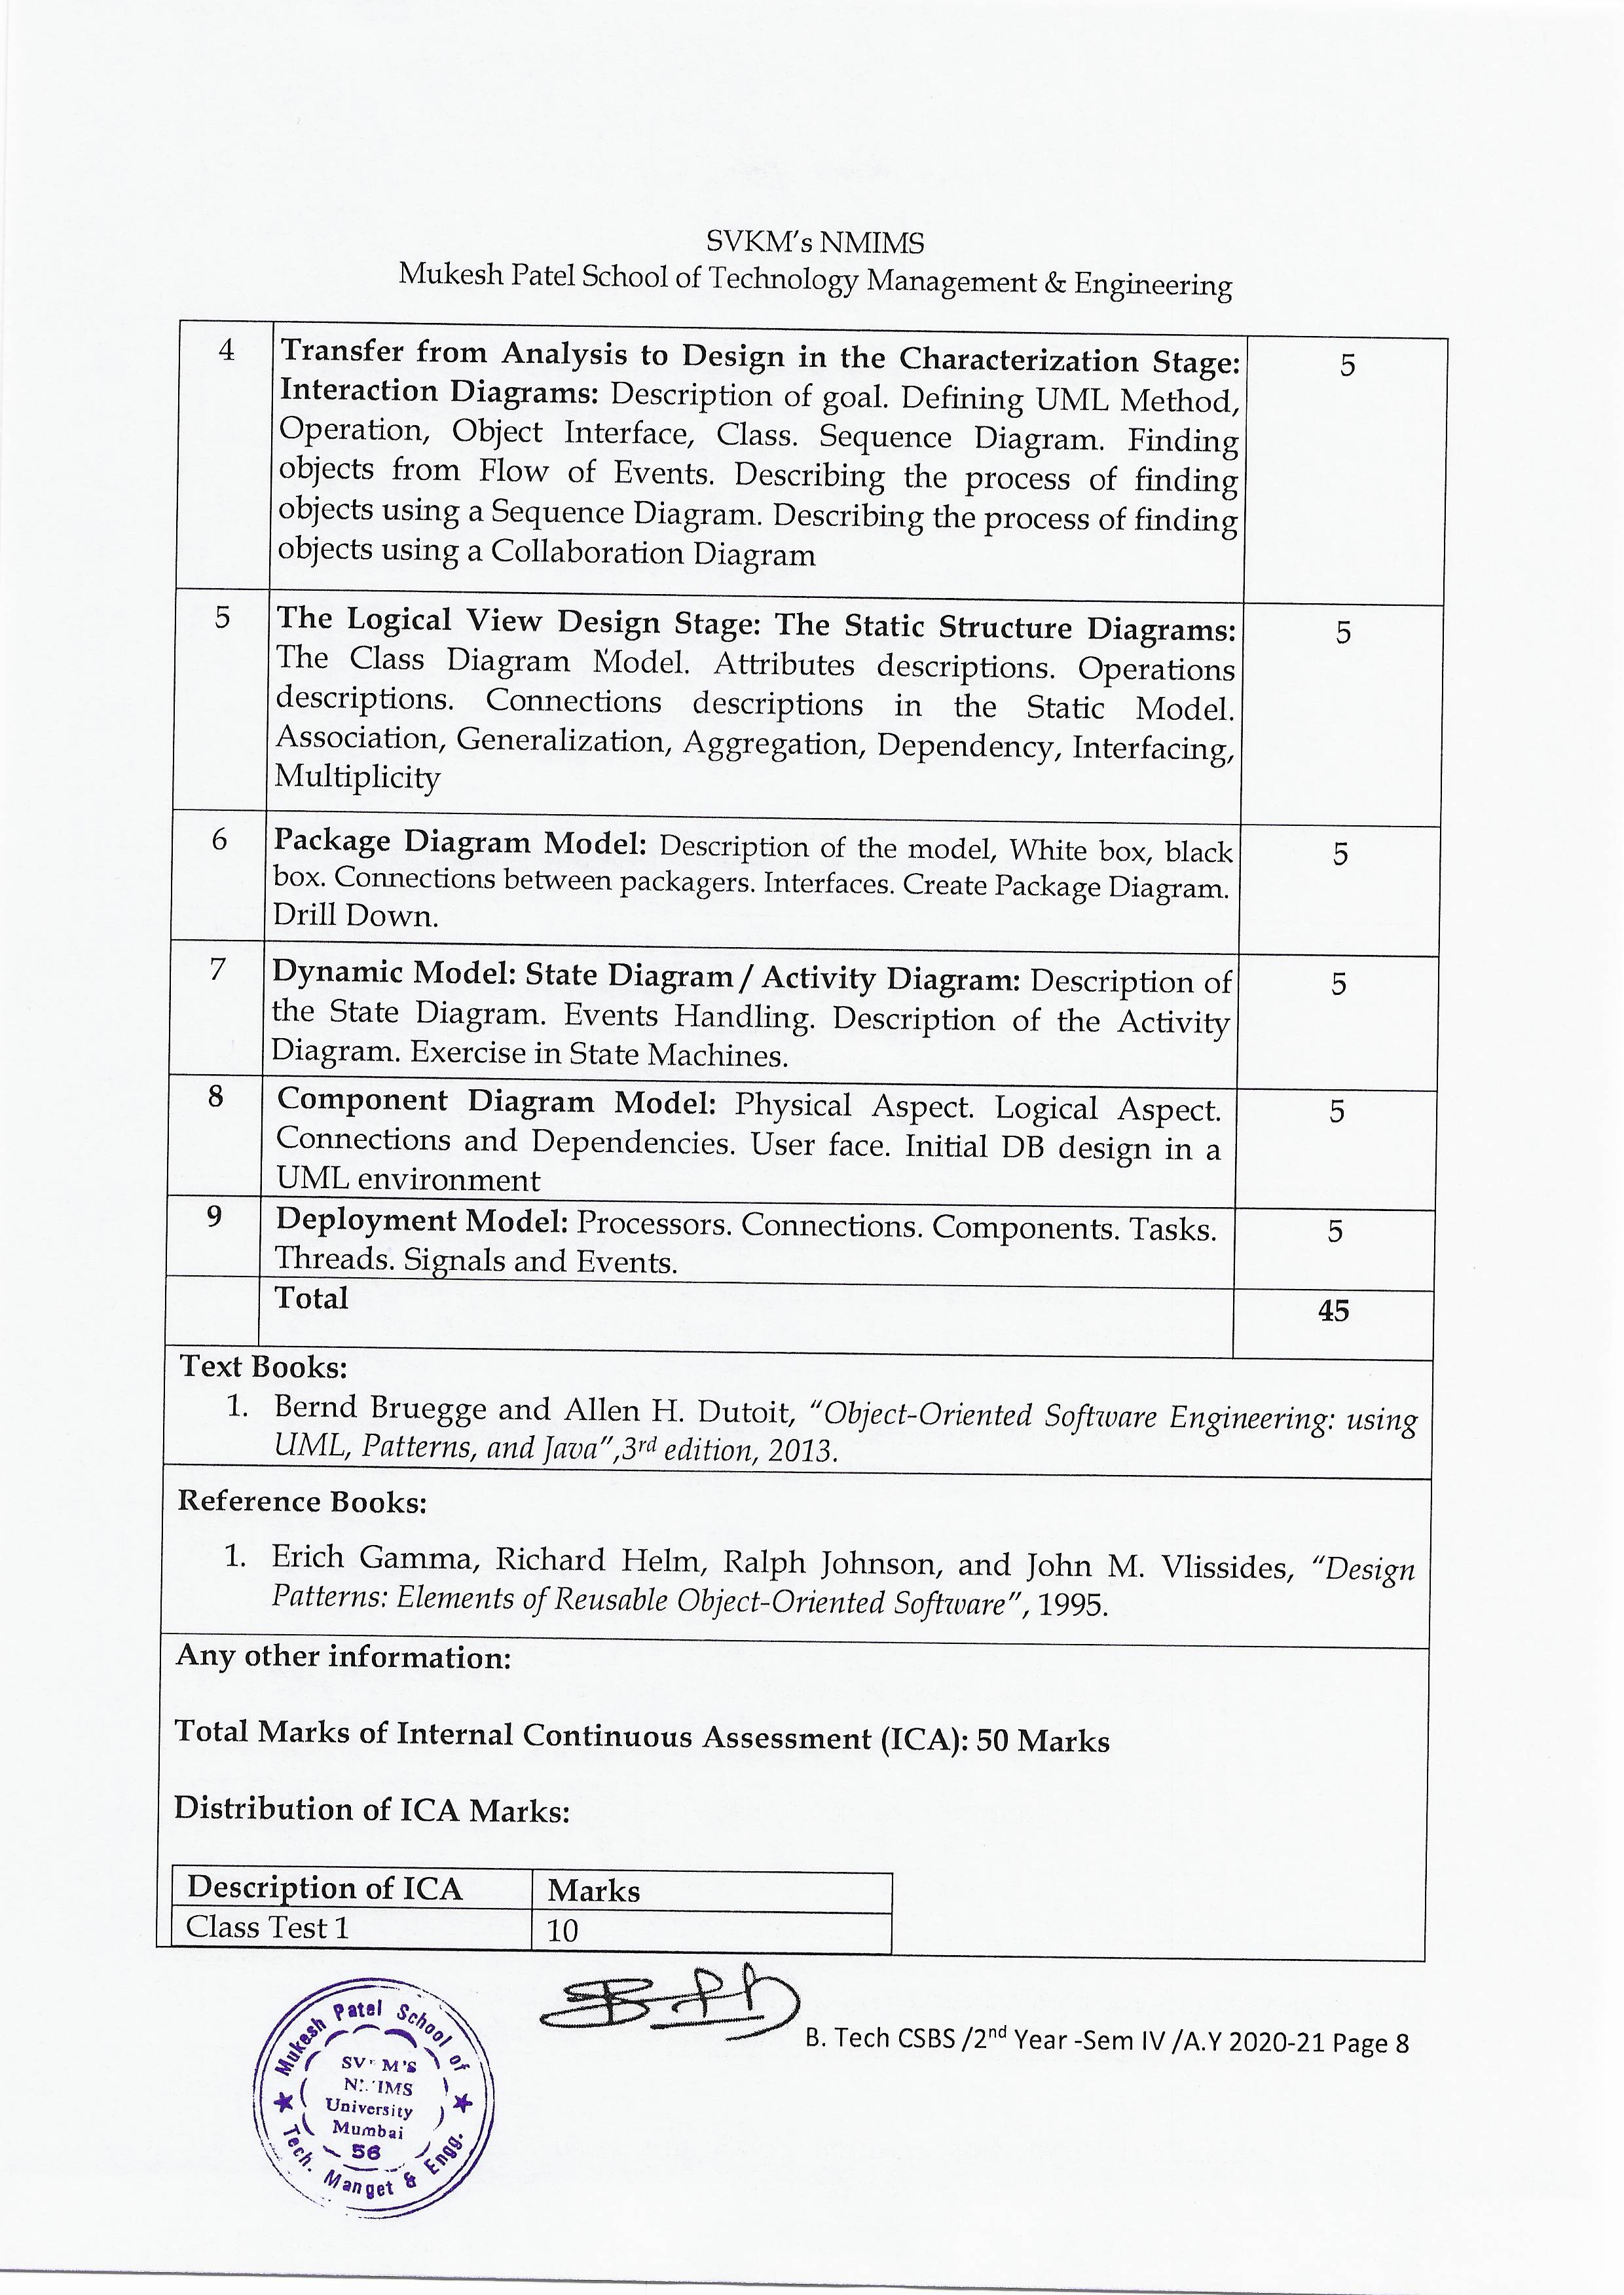 SVKM's NMIMS
Mukesh Patel School of Technology Management & Engineering
4 Transfer from Analysis to Design in the Characterization Stage: 5
Interaction Diagrams: Description of goal. Defining UML Method,
Operation, Object Interface, Class. Sequence Diagram. Finding
objects from Flow of Events. Describing the process of finding
objects using a Sequence Diagram. Describing the process of finding
objects using a Collaboration Diagram
5 The Logical View Design Stage: The Static Structure Diagrams: 5
The Class Diagram Model. Attributes descriptions. Operations
descriptions. Connections descriptions in the Static Model.
Association, Generalization, Aggregation, Dependency, Interfacing,
Multiplicity
6 Package Diagram Model: Description of the model, White box, black 5
box. Connections between packagers. Interfaces. Create Package Diagram.
Drill Down.
7 Dynamic Model: State Diagram / Activity Diagram: Description of 5
the State Diagram. Events Handling. Description of the Activity
Diagram. Exercise in State Machines.
8 Component Diagram Model: Physical Aspect. Logical Aspect. 5
Connections and Dependencies. User face. Initial DB design in a
UML environment
9 Deployment Model: Processors. Connections. Components. Tasks. 5
Threads. Signals and Events.
Total 45
Text Books:
1. Bernd Bruegge and Allen H. Dutoit, "Object-Oriented Software Engineering: using
UML, Patterns, and Java",3rd edition, 2013.
Reference Books:
1. Erich Gamma, Richard Helm, Ralph Johnson, and John M. Vlissides, "Design
Patterns: Elements of Reusable Object-Oriented Software", 1995.
Any other information:
Total Marks of Internal Continuous Assessment (ICA): 50 Marks
Distribution of ICA Marks:
Description of ICA Marks
Class Test 1 10
B. Tech CSBS /2nd Year -Sem IV /A.Y 2020-21 Page 8
Mukesh Patel School of
University
Mumbai
56
Tech. Manget & Engg.